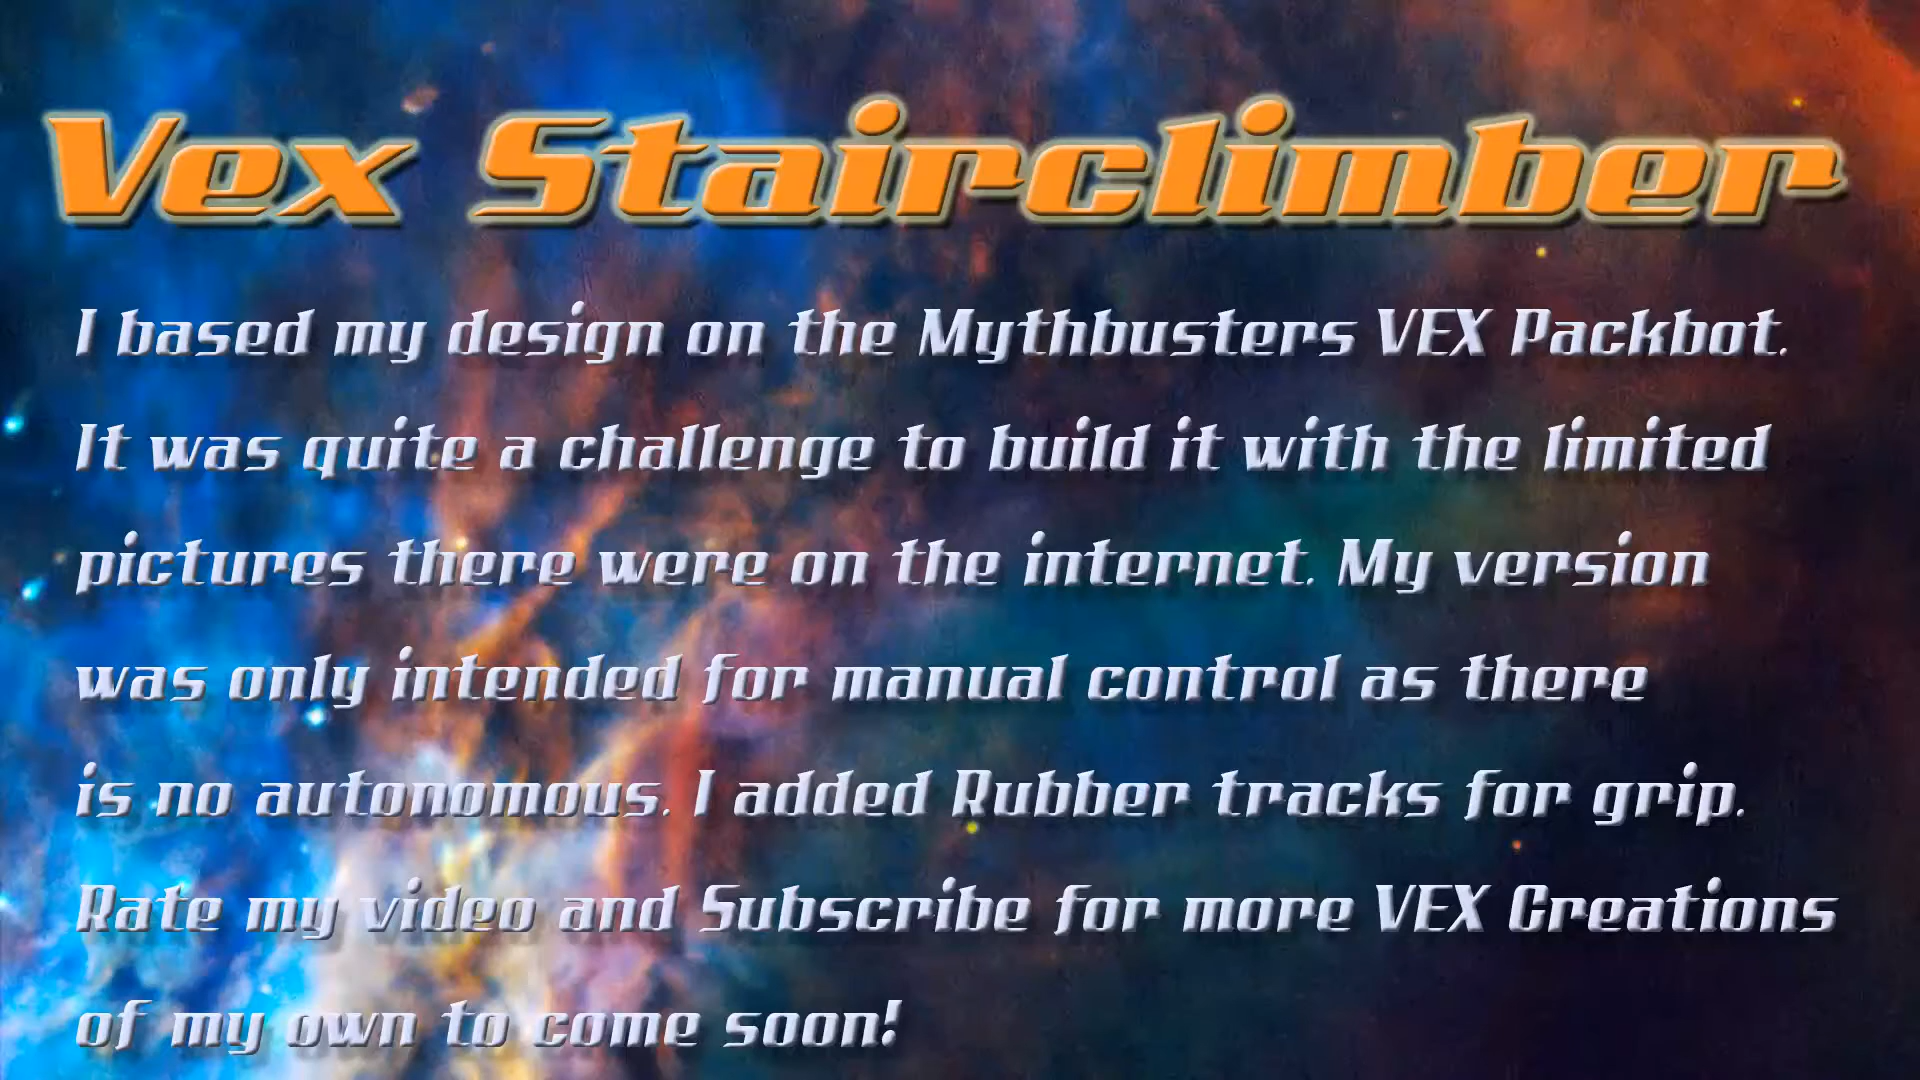 Vex Stairclimber
I based my design on the Mythbusters VEX Packbot.
It was quite a challenge to build it with the limited
pictures there were on the internet. My version
was only intended for manual control as there
is no autonomous. I added Rubber tracks for grip.
Rate my video and Subscribe for more VEX Creations
of my own to come soon!